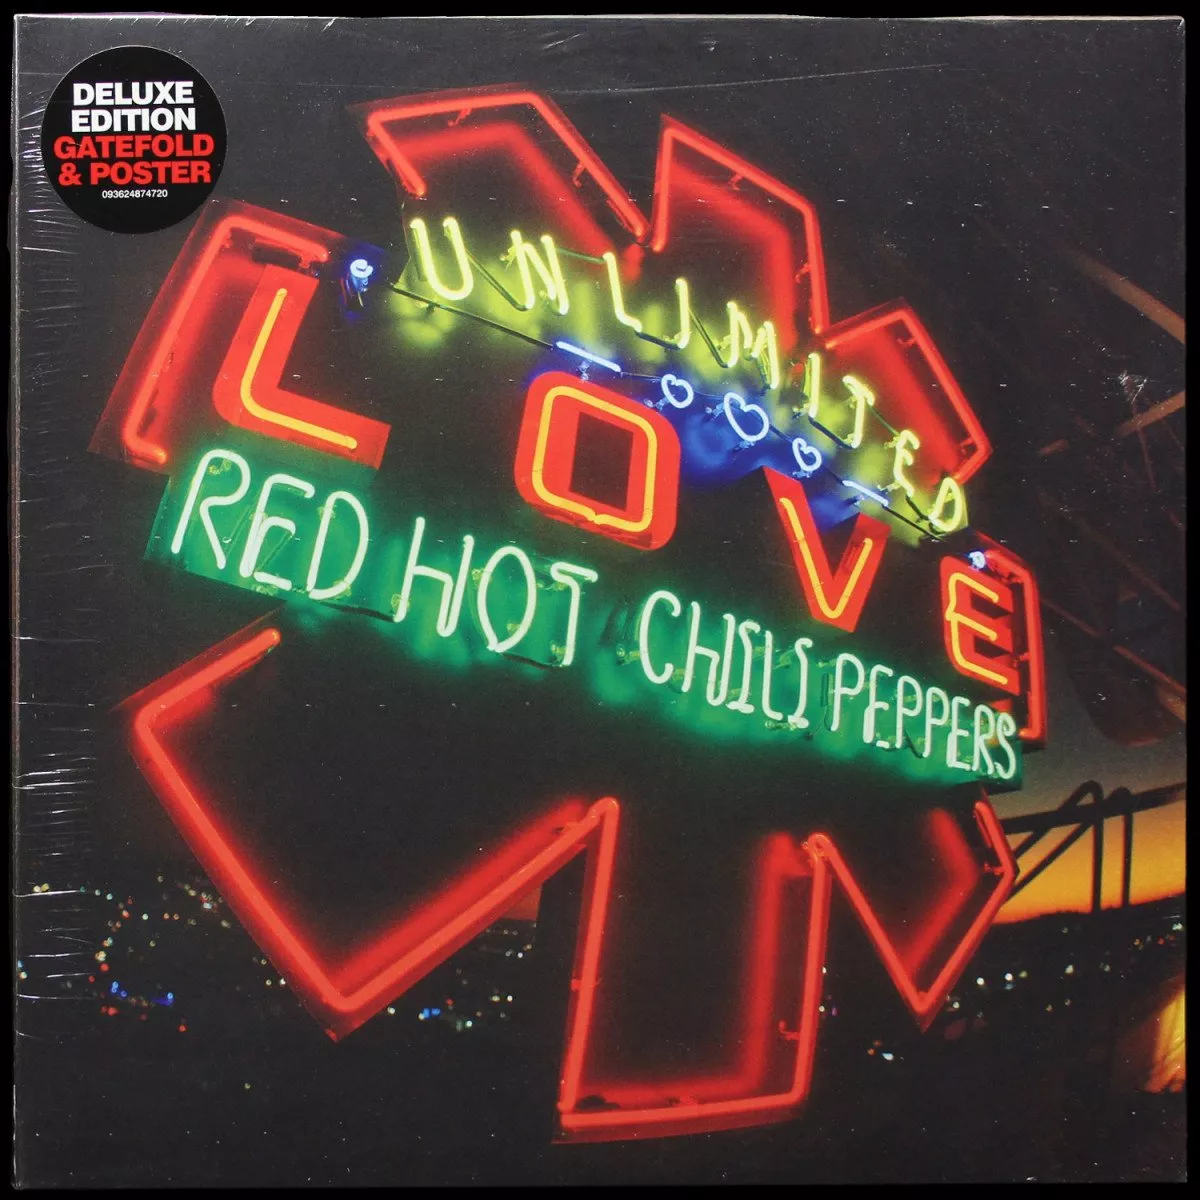 DELUXE
EDITION
GATEFOLD
& POSTER
093624874720
UNLIMITED
LOVE
RED HOT CHILI PEPPERS